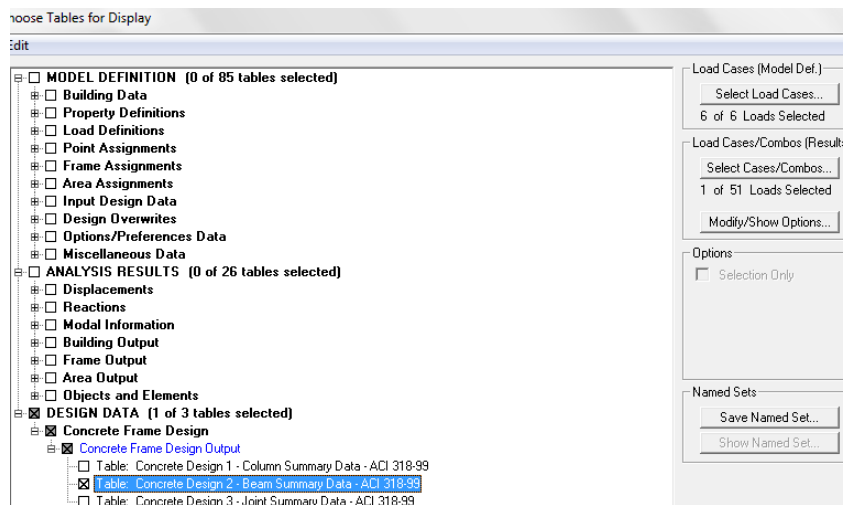 hoose Tables for Display
Edit
MODEL DEFINITION (0 of 85 tables selected)
Building Data
Property Definitions
Load Definitions
Point Assignments
Frame Assignments
Area Assignments
Input Design Data
Design Overwrites
Options/Preferences Data
Miscellaneous Data
ANALYSIS RESULTS (0 of 26 tables selected)
Displacements
Reactions
Modal Information
Building Output
Frame Output
Area Output
Objects and Elements
DESIGN DATA (1 of 3 tables selected)
Concrete Frame Design
Concrete Frame Design Output
Table: Concrete Design 1 - Column Summary Data - ACI 318-99
Table: Concrete Design 2 - Beam Summary Data - ACI 318-99
Table: Concrete Design 3 - Joint Summary Data - ACI 318-99
Load Cases (Model Def.)
Select Load Cases...
6 of 6 Loads Selected
Load Cases/Combos (Results
Select Cases/Combos...
1 of 51 Loads Selected
Modify/Show Options...
Options
Selection Only
Named Sets
Save Named Set...
Show Named Set...